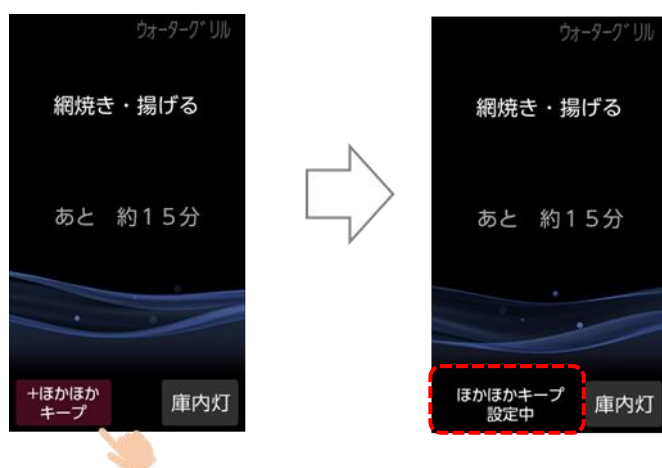 ウォーターグリル
網焼き・揚げる
あと　約１５分
+ほかほか
キープ
庫内灯
ウォーターグリル
網焼き・揚げる
あと　約１５分
ほかほかキープ
設定中
庫内灯